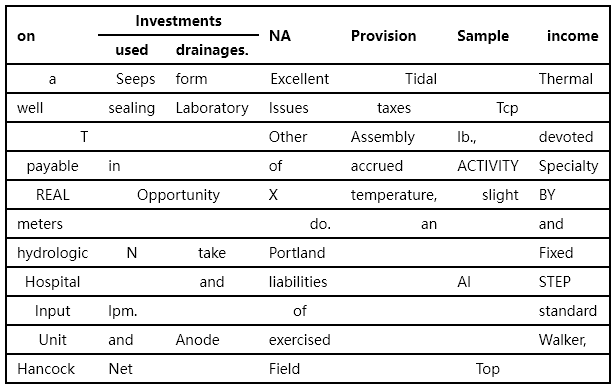 on Investments NA Provision Sample income
used drainages.
a Seeps form Excellent Tidal Thermal
well sealing Laboratory Issues taxes Tcp
T Other Assembly lb., devoted
payable in of accrued ACTIVITY Specialty
REAL Opportunity X temperature, slight BY
meters do. an and
hydrologic N take Portland Fixed
Hospital and liabilities Al STEP
Input lpm. of standard
Unit and Anode exercised Walker,
Hancock Net Field Top